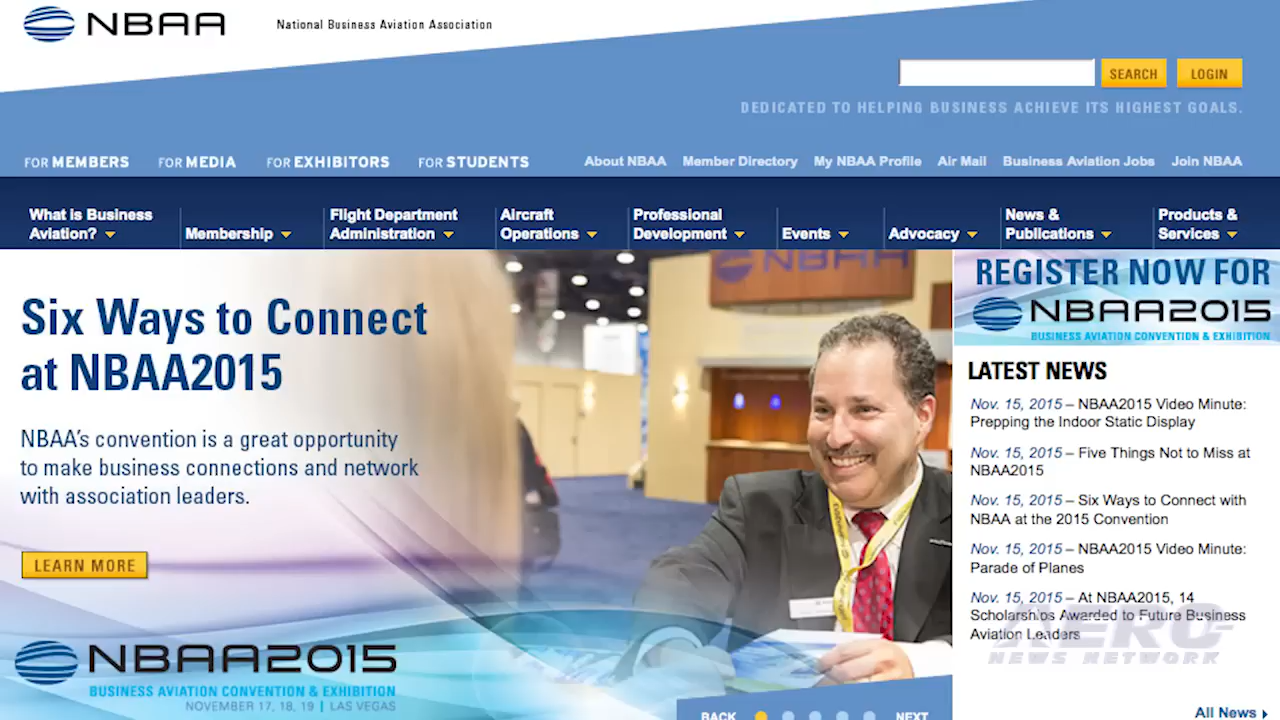 NBAA
National Business Aviation Association
SEARCH
LOGIN
DEDICATED TO HELPING BUSINESS ACHIEVE ITS HIGHEST GOALS.
FOR MEMBERS
FOR MEDIA
FOR EXHIBITORS
FOR STUDENTS
About NBAA
Member Directory
My NBAA Profile
Air Mail
Business Aviation Jobs
Join NBAA
What is Business
Aviation?
Membership
Flight Department
Administration
Aircraft
Operations
Professional
Development
Events
Advocacy
News &
Publications
Products &
Services
Six Ways to Connect
at NBAA2015
NBAA's convention is a great opportunity
to make business connections and network
with association leaders.
LEARN MORE
NBAA2015
BUSINESS AVIATION CONVENTION & EXHIBITION
NOVEMBER 17, 18, 19 | LAS VEGAS
NBAA
BACK
NEXT
REGISTER NOW FOR
NBAA2015
BUSINESS AVIATION CONVENTION & EXHIBITION
LATEST NEWS
Nov. 15, 2015 – NBAA2015 Video Minute:
Prepping the Indoor Static Display
Nov. 15, 2015 – Five Things Not to Miss at
NBAA2015
Nov. 15, 2015 – Six Ways to Connect with
NBAA at the 2015 Convention
Nov. 15, 2015 – NBAA2015 Video Minute:
Parade of Planes
Nov. 15, 2015 – At NBAA2015, 14
Scholarships Awarded to Future Business
Aviation Leaders
AERO
NEWS NETWORK
All News